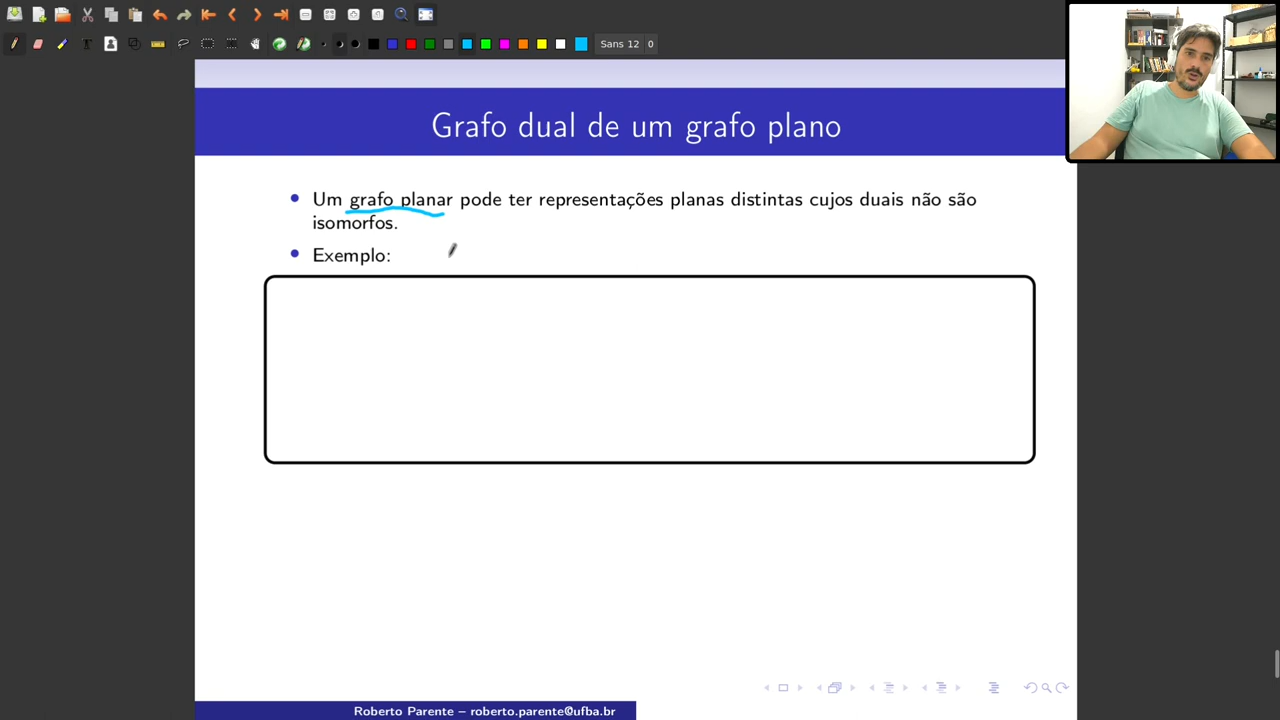 Sans 12 0
Grafo dual de um grafo plano
Um grafo planar pode ter representações planas distintas cujos duais não são
isomorfos.
Exemplo:
Roberto Parente – roberto.parente@ufba.br